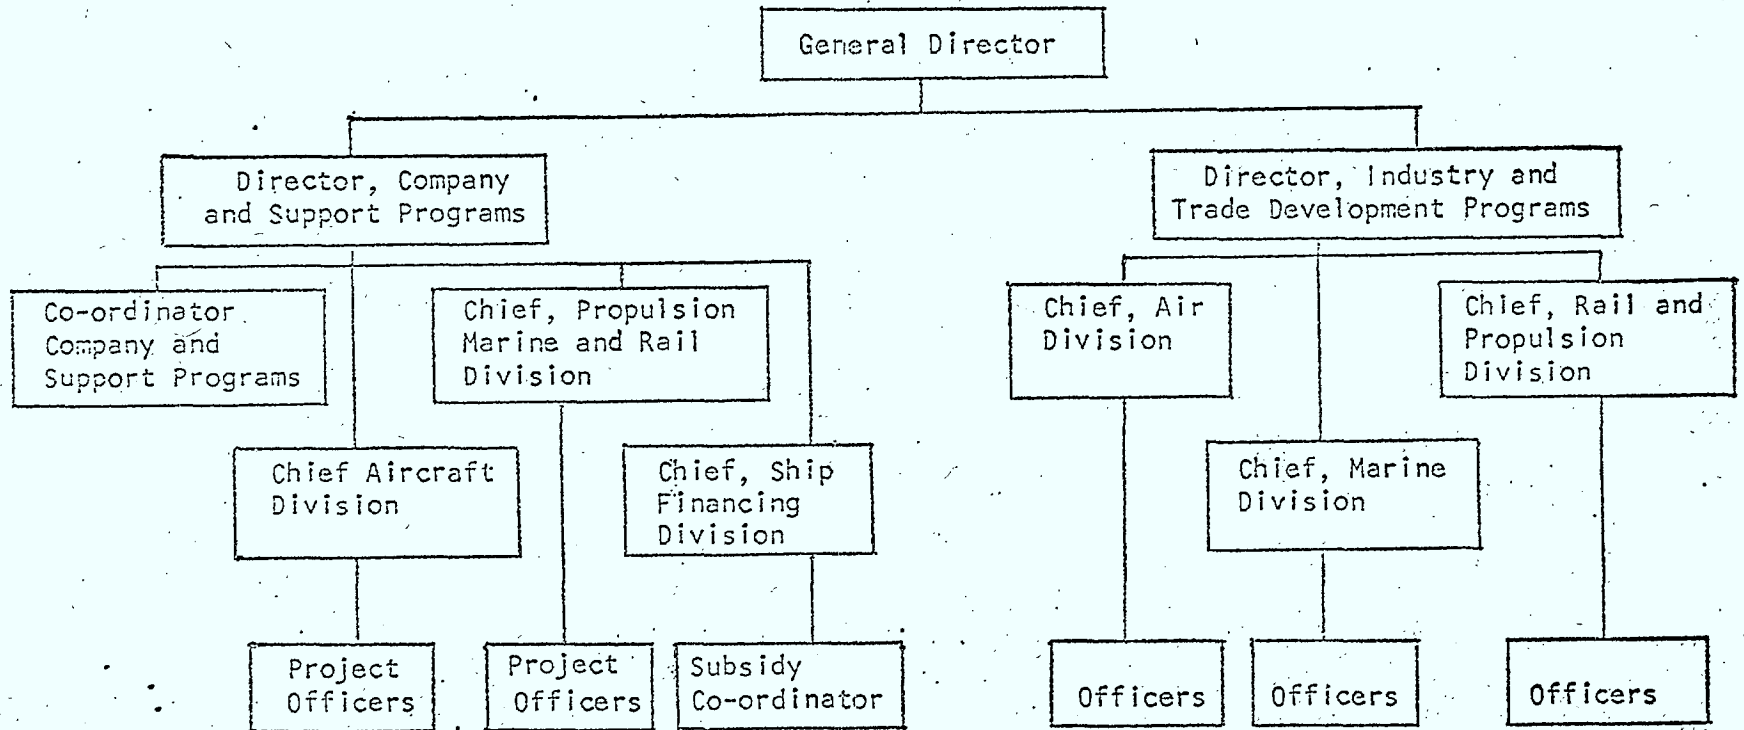 General Director
Director, Company
and Support Programs
Director, Industry and
Trade Development Programs
Co-ordinator
Company and
Support Programs
Chief, Propulsion
Marine and Rail
Division
Chief, Air
Division
Chief, Rail and
Propulsion
Division
Chief Aircraft
Division
Chief, Ship
Financing
Division
Chief, Marine
Division
Project
Officers
Project
Officers
Subsidy
Co-ordinator
Officers
Officers
Officers